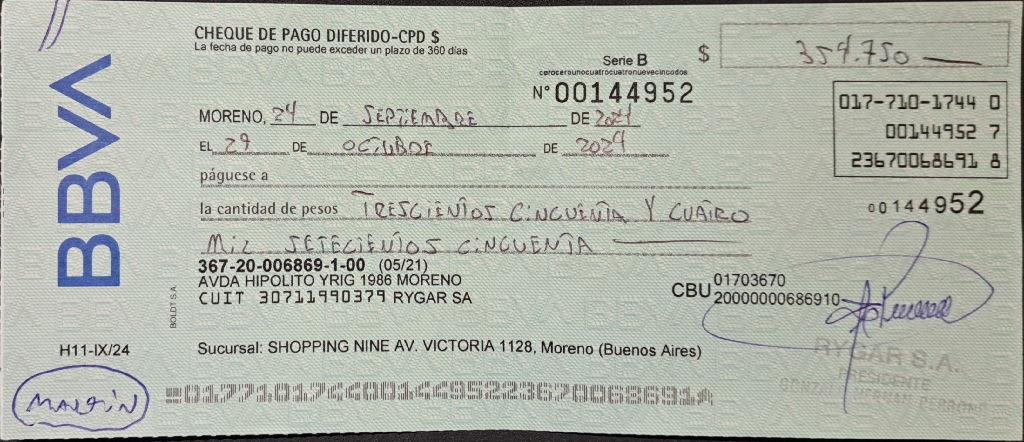 BBVA
CHEQUE DE PAGO DIFERIDO-CPD $
La fecha de pago no puede exceder un plazo de 360 días
Serie B
cerocerounocuatrocuatronuevecincodos
N° 00144952
$ 354.750
017-710-1744 0
00144952 7
23670068691 8
MORENO, 24 DE SEPTIEMBRE DE 2024
EL 29 DE OCTUBRE DE 2024
páguese a
00144952
la cantidad de pesos TRESCIENTOS CINCUENTA Y CUATRO
MIL SETECIENTOS CINCUENTA
367-20-006869-1-00 (05/21)
AVDA HIPOLITO YRIG 1986 MORENO
CUIT 30711990379 RYGAR SA
CBU 01703670
20000000686910
BOLDT S.A.
H11-IX/24
Sucursal: SHOPPING NINE AV. VICTORIA 1128, Moreno (Buenos Aires)
RYGAR S.A.
PRESIDENTE
HERNAN
MARTIN
01771017440014495223670068691